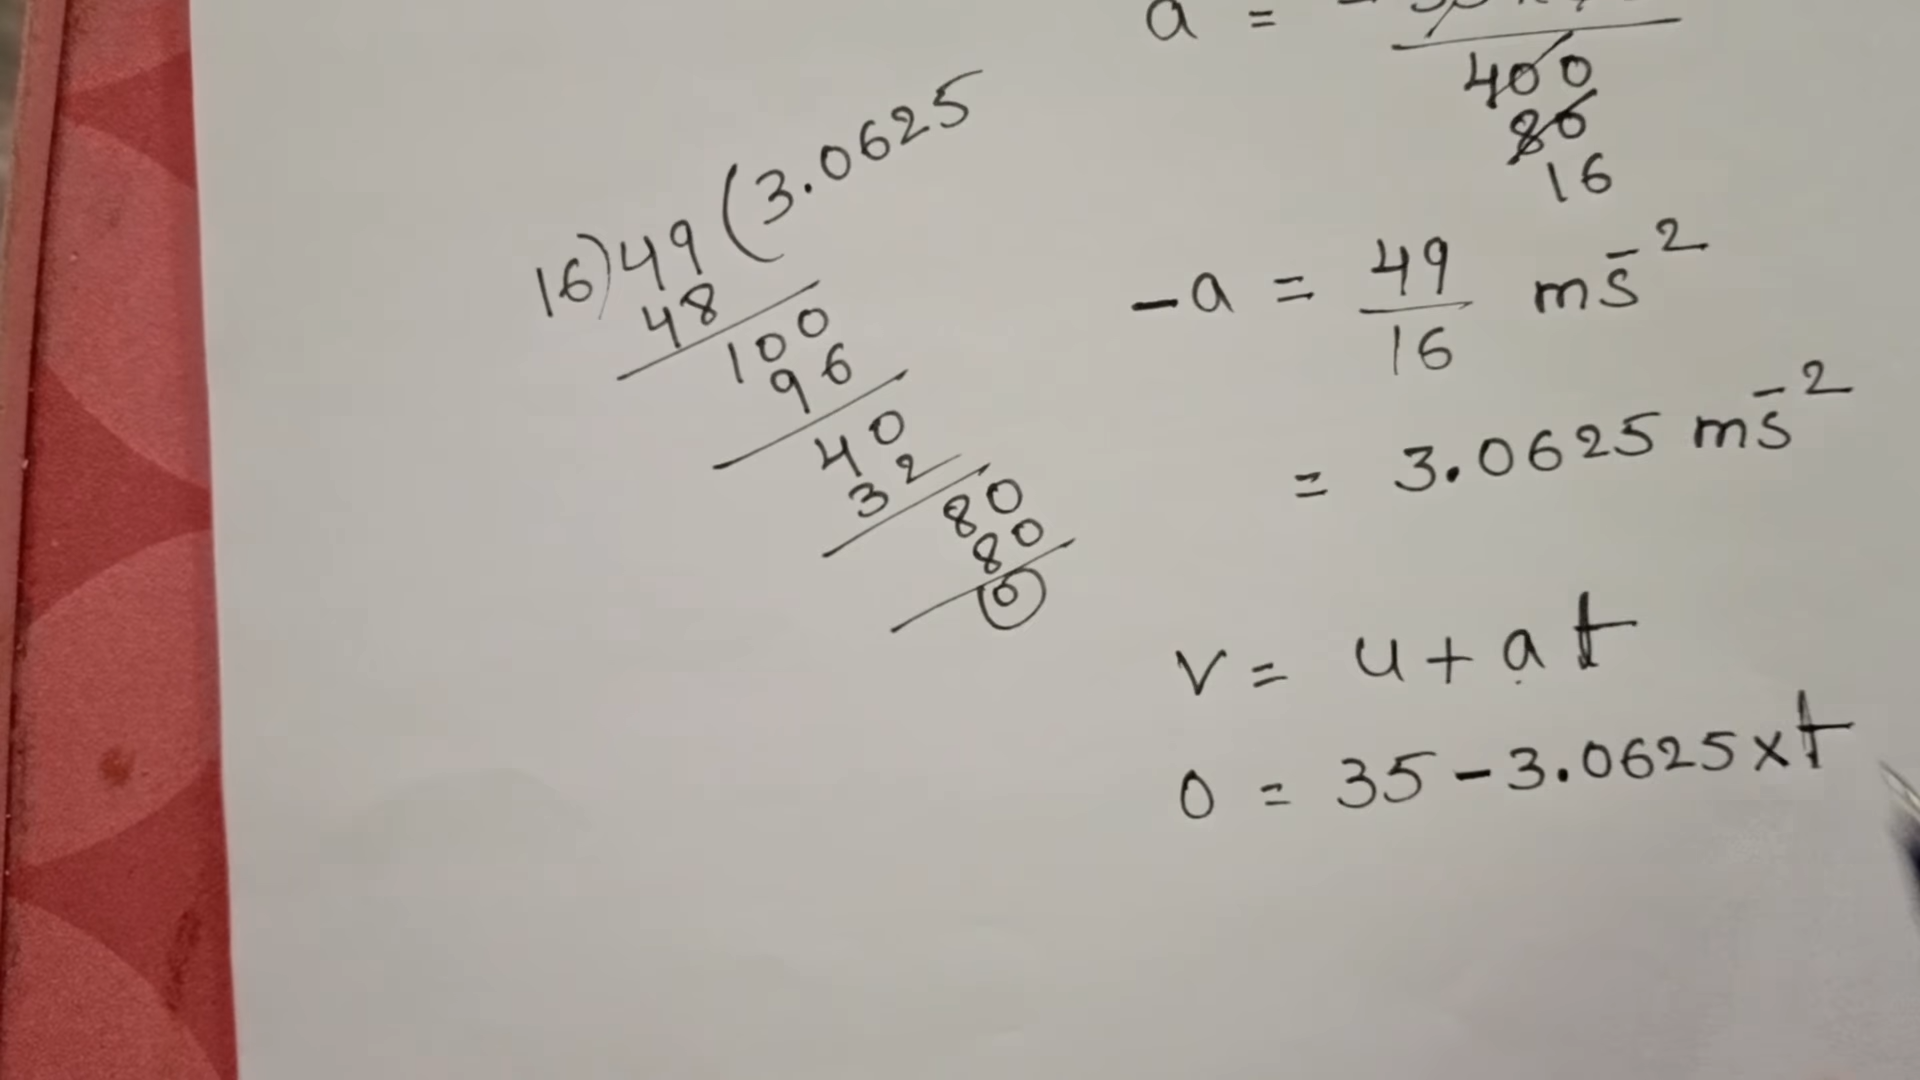 a = -
400
80
16
16)49(3.0625
48
100
96
40
32
80
80
0
-a = 49/16 ms⁻²
= 3.0625 ms⁻²
v = u + at
0 = 35 - 3.0625 x t